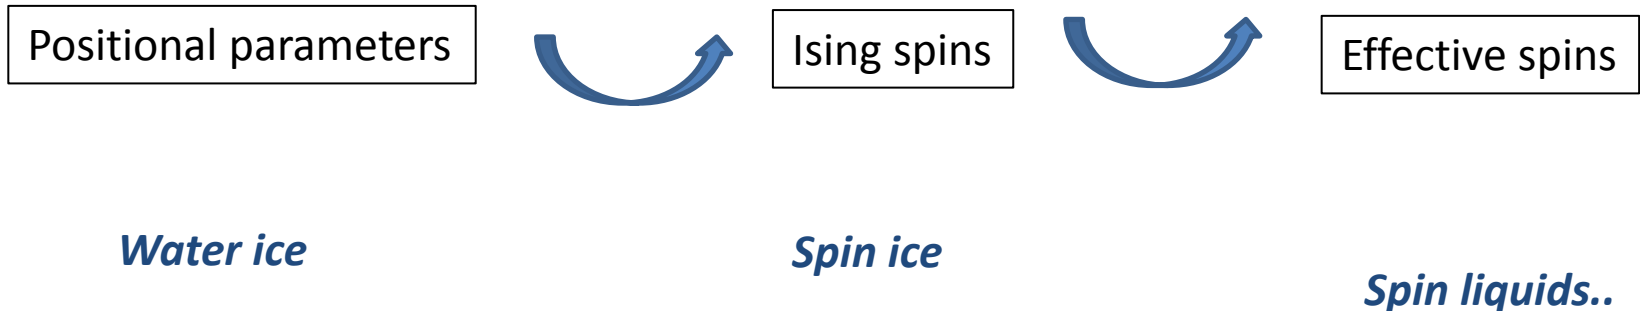 Positional parameters
Ising spins
Effective spins
Water ice
Spin ice
Spin liquids..